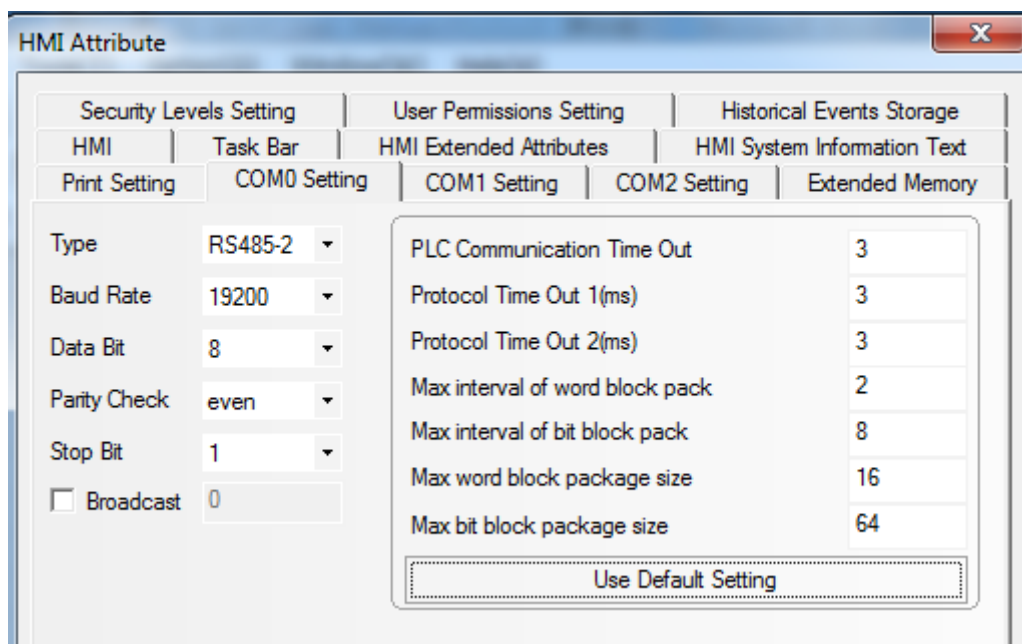 HMI Attribute
Security Levels Setting User Permissions Setting Historical Events Storage
HMI Task Bar HMI Extended Attributes HMI System Information Text
Print Setting COM0 Setting COM1 Setting COM2 Setting Extended Memory
Type RS485-2
Baud Rate 19200
Data Bit 8
Parity Check even
Stop Bit 1
Broadcast 0
PLC Communication Time Out 3
Protocol Time Out 1(ms) 3
Protocol Time Out 2(ms) 3
Max interval of word block pack 2
Max interval of bit block pack 8
Max word block package size 16
Max bit block package size 64
Use Default Setting